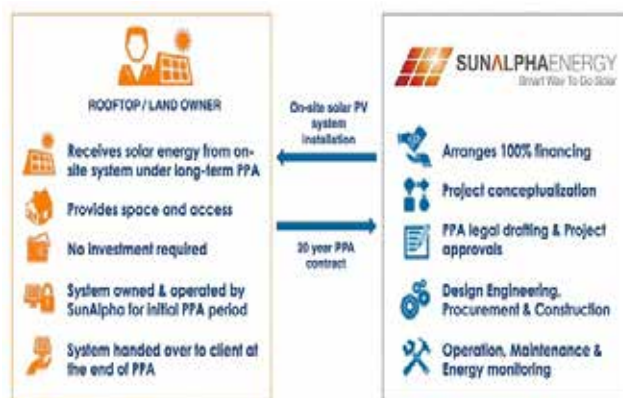 ROOFTOP / LAND OWNER
Receives solar energy from on-
site system under long-term PPA
Provides space and access
No investment required
System owned & operated by
SunAlpha for initial PPA period
System handed over to client at
the end of PPA
On-site solar PV
system
installation
20 year PPA
contract
SUNALPHAENERGY
Smart Way To Do Solar
Arranges 100% financing
Project conceptualization
PPA legal drafting & Project
approvals
Design Engineering,
Procurement & Construction
Operation, Maintenance &
Energy monitoring